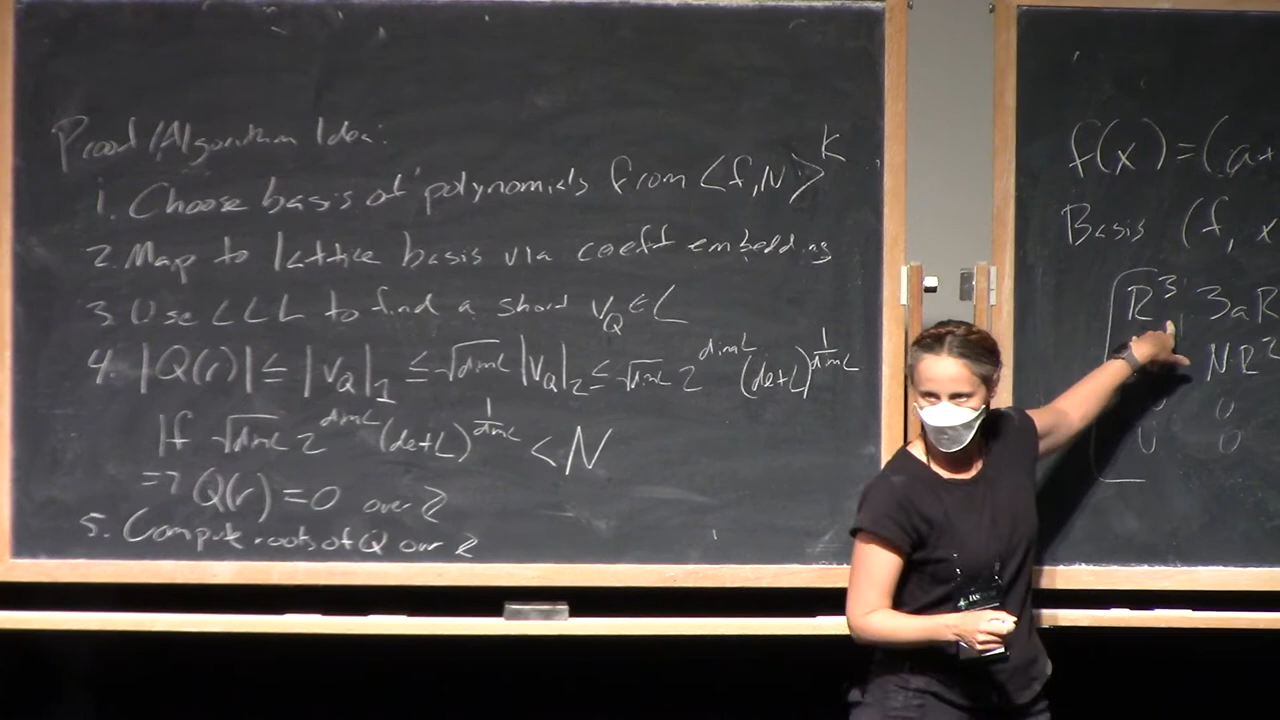 Proof/Algorithm Idea:
1. Choose basis of polynomials from <f,N>^k
2. Map to lattice basis via coeff embedding
3. Use LLL to find a short v_Q ∈ L
4. |Q(r)| ≤ |v_Q|_1 ≤ √dimL |v_Q|_2 ≤ √dimL 2^dimL (detL)^(1/dimL)
If √dimL 2^dimL (detL)^(1/dimL) < N
=> Q(r)=0 over Z
5. Compute roots of Q over Z
f(x)=(a+
Basis (f, x
R^3 3aR
NR^2
0 0
0 0
IAS